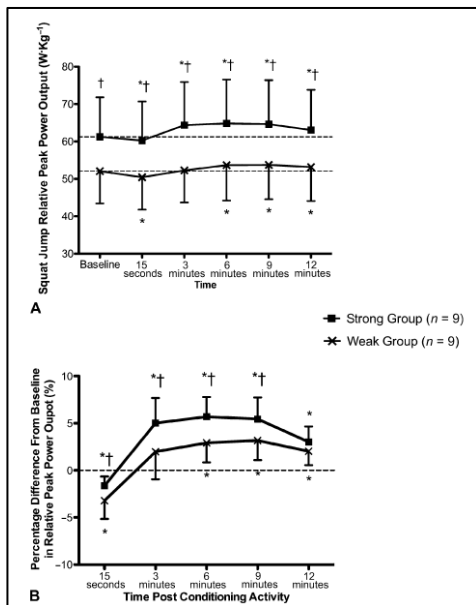 Squat Jump Relative Peak Power Output (W·Kg⁻¹)
80
70
60
50
40
30
†
*†
*†
*†
*†
*†
*
*
*
*
Baseline
15
seconds
3
minutes
6
minutes
9
minutes
12
minutes
Time
A
Strong Group (n = 9)
Weak Group (n = 9)
Percentage Difference From Baseline
in Relative Peak Power Oupot (%)
10
5
0
–5
–10
*†
*†
*†
*†
*
*
*
*
*
15
seconds
3
minutes
6
minutes
9
minutes
12
minutes
Time Post Conditioning Activity
B